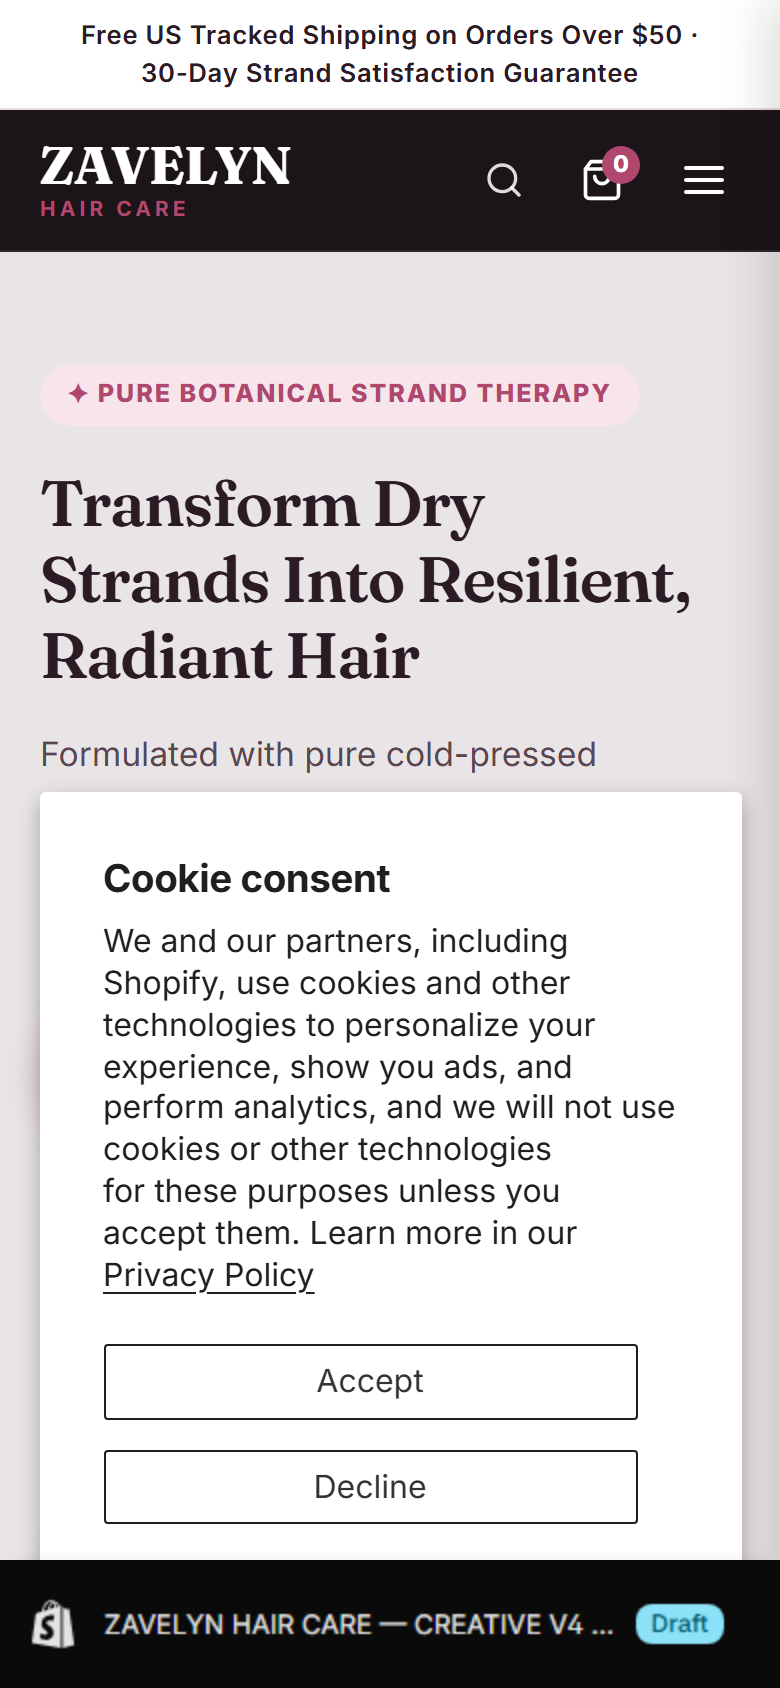 Free US Tracked Shipping on Orders Over $50 ·
30-Day Strand Satisfaction Guarantee
ZAVELYN
HAIR CARE
0
✦ PURE BOTANICAL STRAND THERAPY
Transform Dry
Strands Into Resilient,
Radiant Hair
Formulated with pure cold-pressed
Cookie consent
We and our partners, including
Shopify, use cookies and other
technologies to personalize your
experience, show you ads, and
perform analytics, and we will not use
cookies or other technologies
for these purposes unless you
accept them. Learn more in our
Privacy Policy
Accept
Decline
ZAVELYN HAIR CARE — CREATIVE V4 ... Draft